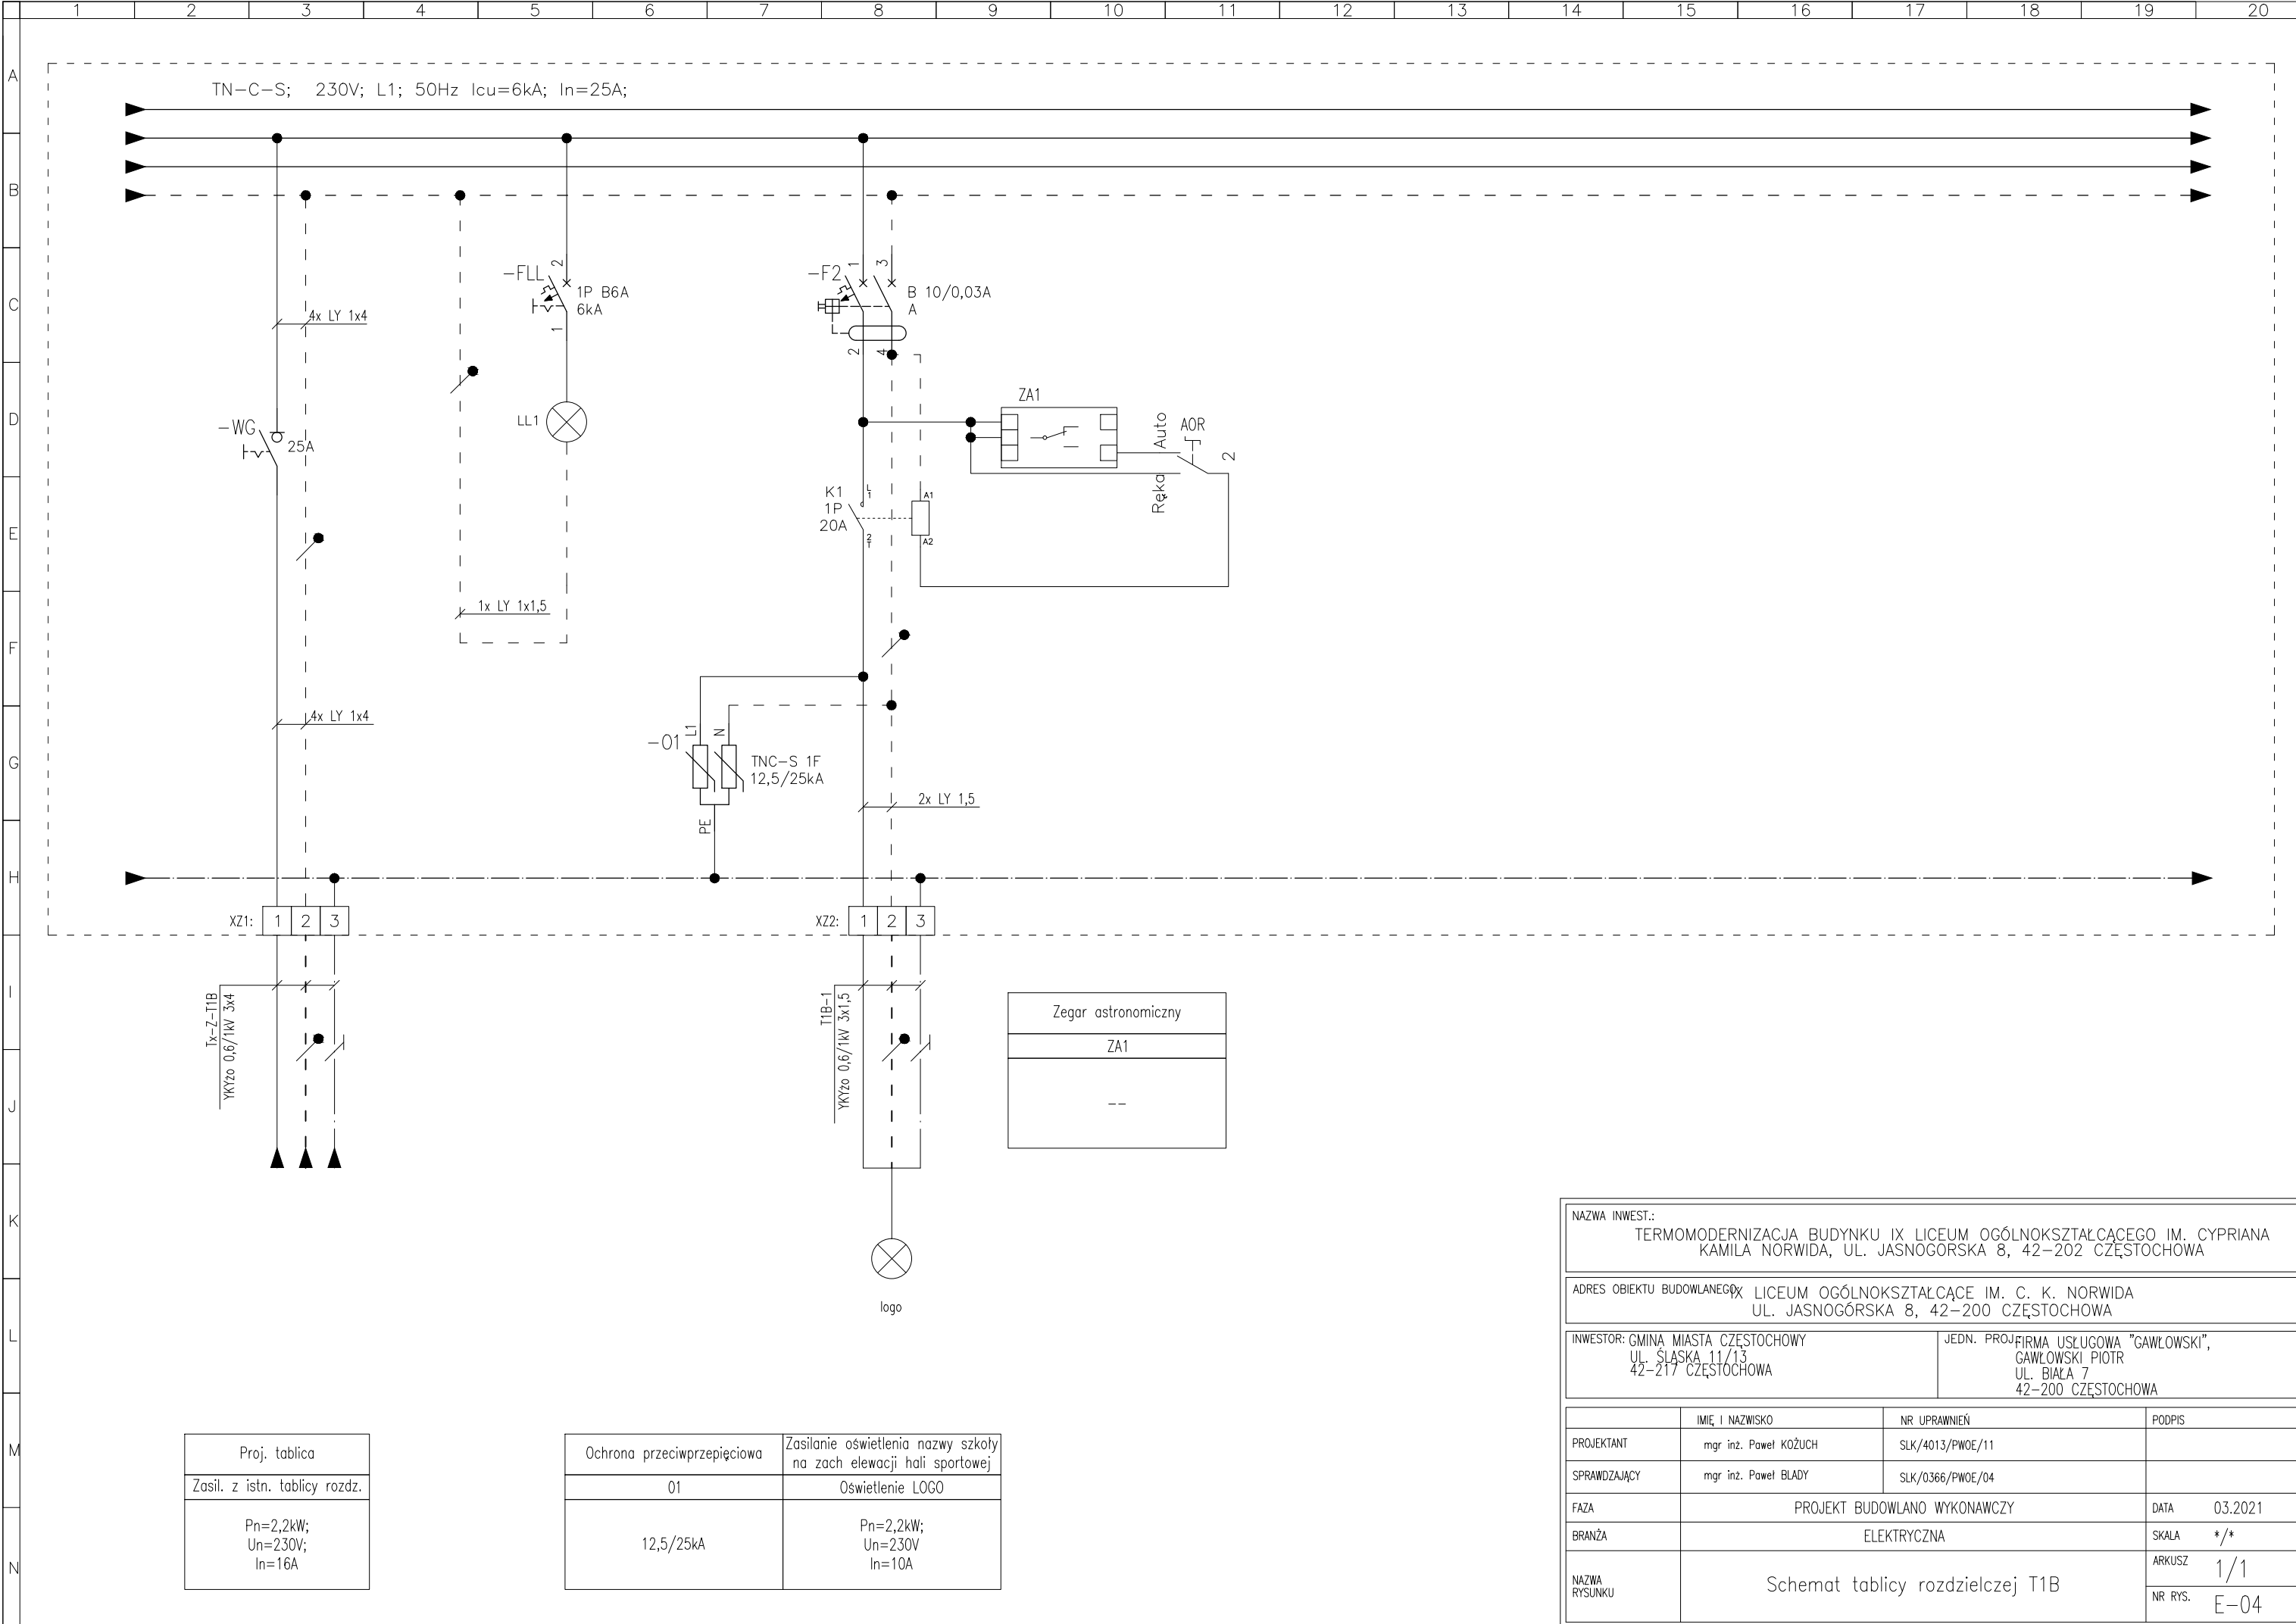 1 2 3 4 5 6 7 8 9 10 11 12 13 14 15 16 17 18 19 20
A
B
C
D
E
F
G
H
I
J
K
L
M
N
TN-C-S; 230V; L1; 50Hz Icu=6kA; In=25A;
4x LY 1x4
-WG
25A
4x LY 1x4
-FLL
2
1P B6A
6kA
1
LL1
1x LY 1x1,5
-F2
1
3
B 10/0,03A
A
2
4
ZA1
Auto
AOR
2
Ręka
K1
1P
20A
L
1
2
T
A1
A2
-O1
L1
N
TNC-S 1F
12,5/25kA
PE
2x LY 1,5
XZ1: 1 2 3
XZ2: 1 2 3
Tx-Z-T1B
YKYżo 0,6/1kV 3x4
T1B-1
YKYżo 0,6/1kV 3x1,5
logo
Zegar astronomiczny
ZA1
--
Proj. tablica
Zasil. z istn. tablicy rozdz.
Pn=2,2kW;
Un=230V;
In=16A
Ochrona przeciwprzepięciowa
01
12,5/25kA
Zasilanie oświetlenia nazwy szkoły
na zach elewacji hali sportowej
Oświetlenie LOGO
Pn=2,2kW;
Un=230V
In=10A
NAZWA INWEST.:
TERMOMODERNIZACJA BUDYNKU IX LICEUM OGÓLNOKSZTAŁCĄCEGO IM. CYPRIANA
KAMILA NORWIDA, UL. JASNOGORSKA 8, 42-202 CZĘSTOCHOWA
ADRES OBIEKTU BUDOWLANEGO:
IX LICEUM OGÓLNOKSZTAŁCĄCE IM. C. K. NORWIDA
UL. JASNOGÓRSKA 8, 42-200 CZĘSTOCHOWA
INWESTOR: GMINA MIASTA CZĘSTOCHOWY
UL. ŚLĄSKA 11/13
42-217 CZĘSTOCHOWA
JEDN. PROJ. FIRMA USŁUGOWA "GAWŁOWSKI",
GAWŁOWSKI PIOTR
UL. BIAŁA 7
42-200 CZĘSTOCHOWA
IMIĘ I NAZWISKO NR UPRAWNIEŃ PODPIS
PROJEKTANT mgr inż. Paweł KOŻUCH SLK/4013/PWOE/11
SPRAWDZAJĄCY mgr inż. Paweł BLADY SLK/0366/PWOE/04
FAZA PROJEKT BUDOWLANO WYKONAWCZY DATA 03.2021
BRANŻA ELEKTRYCZNA SKALA */*
NAZWA
RYSUNKU
Schemat tablicy rozdzielczej T1B
ARKUSZ 1/1
NR RYS. E-04